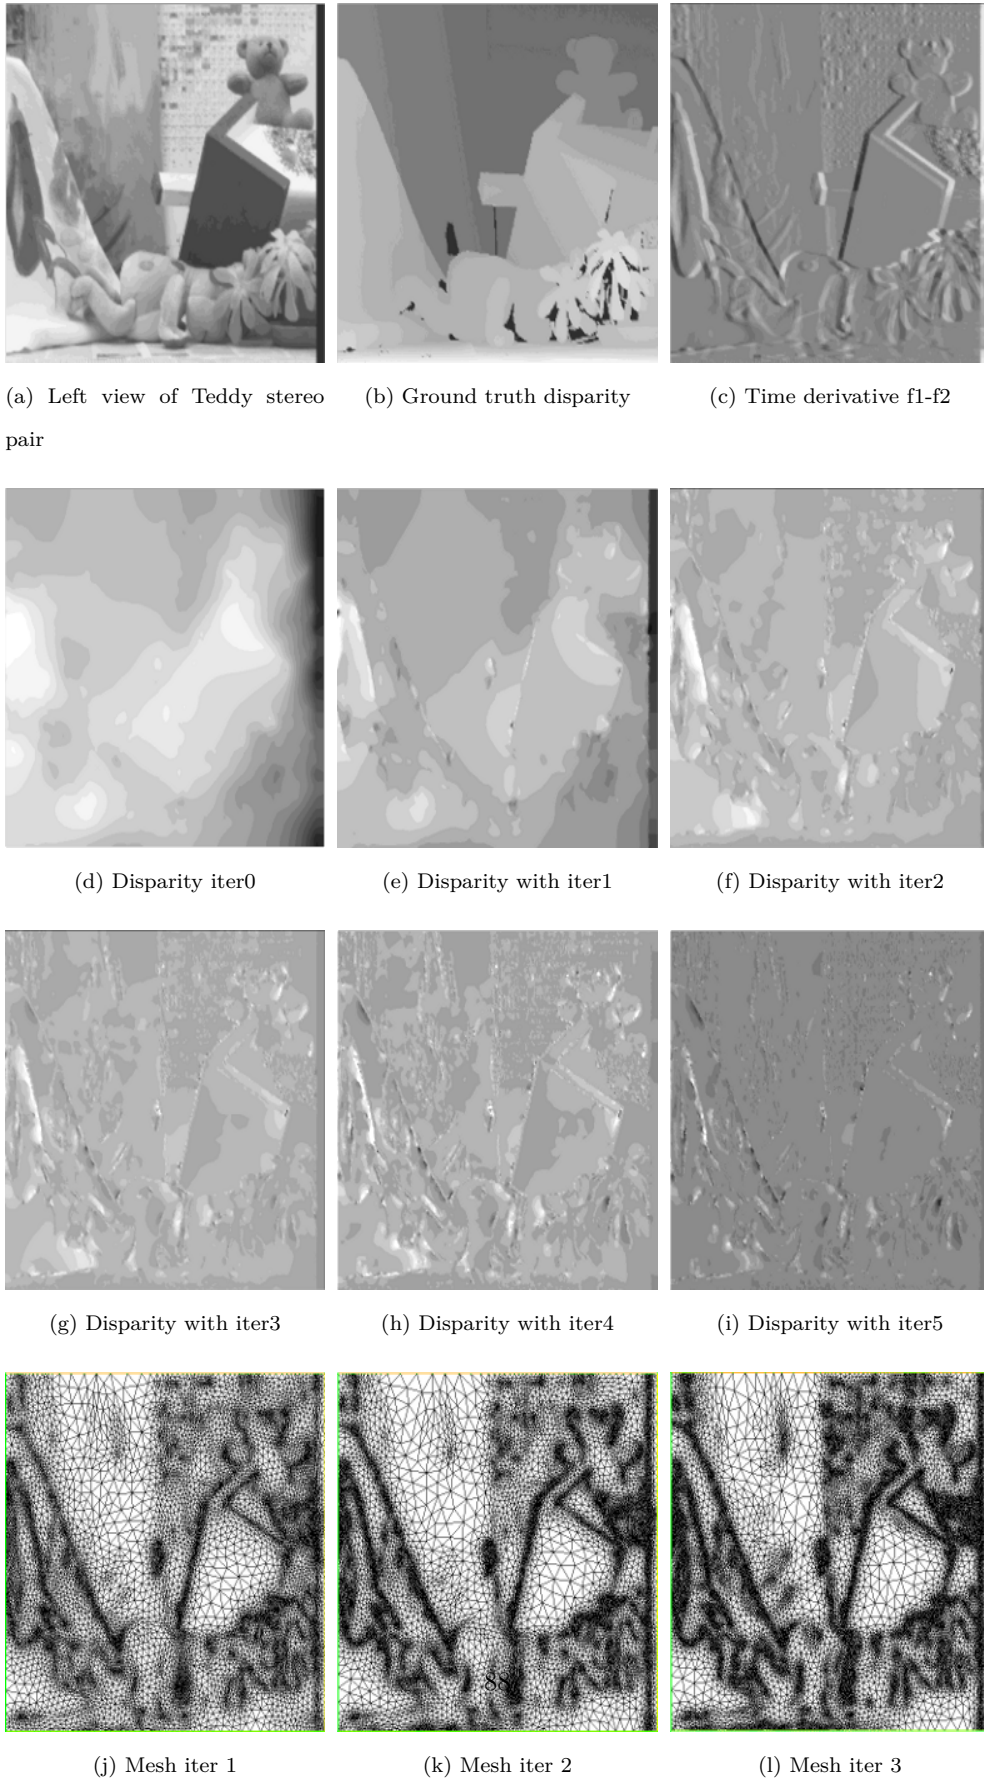 (a) Left view of Teddy stereo
pair
(b) Ground truth disparity
(c) Time derivative f1-f2
(d) Disparity iter0
(e) Disparity with iter1
(f) Disparity with iter2
(g) Disparity with iter3
(h) Disparity with iter4
(i) Disparity with iter5
88
(j) Mesh iter 1
(k) Mesh iter 2
(l) Mesh iter 3